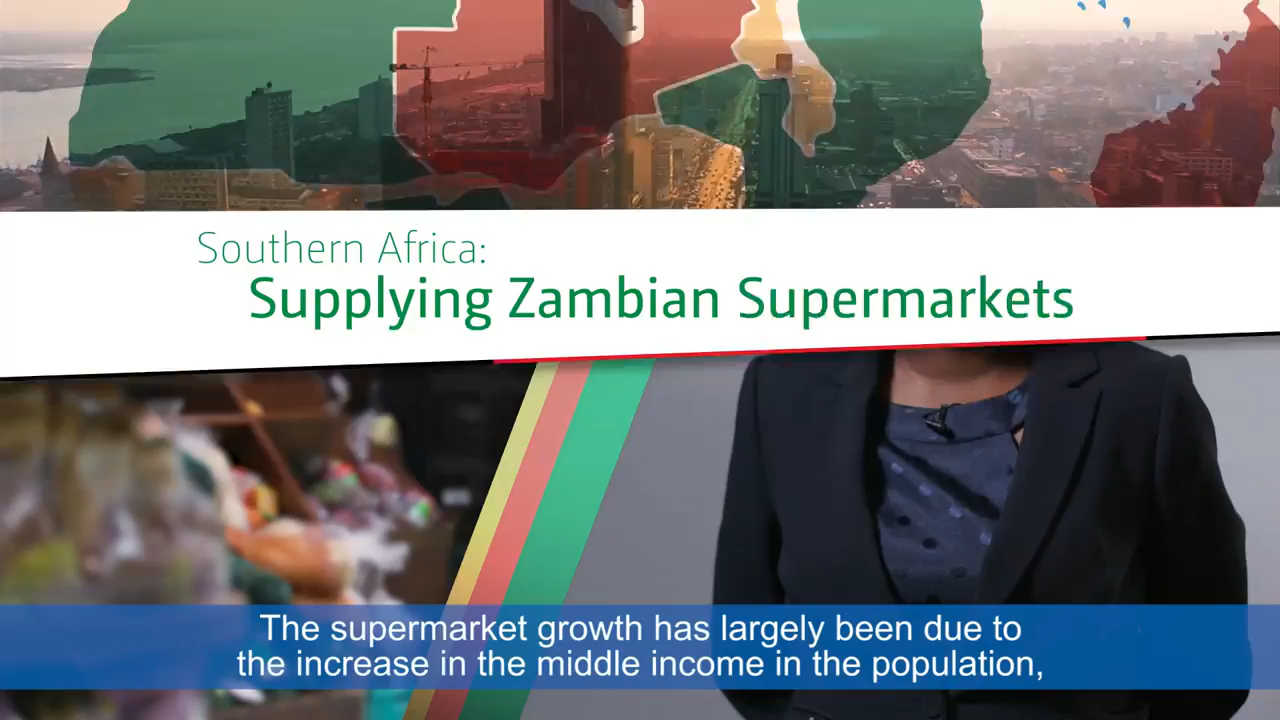 Southern Africa:
Supplying Zambian Supermarkets
The supermarket growth has largely been due to
the increase in the middle income in the population,